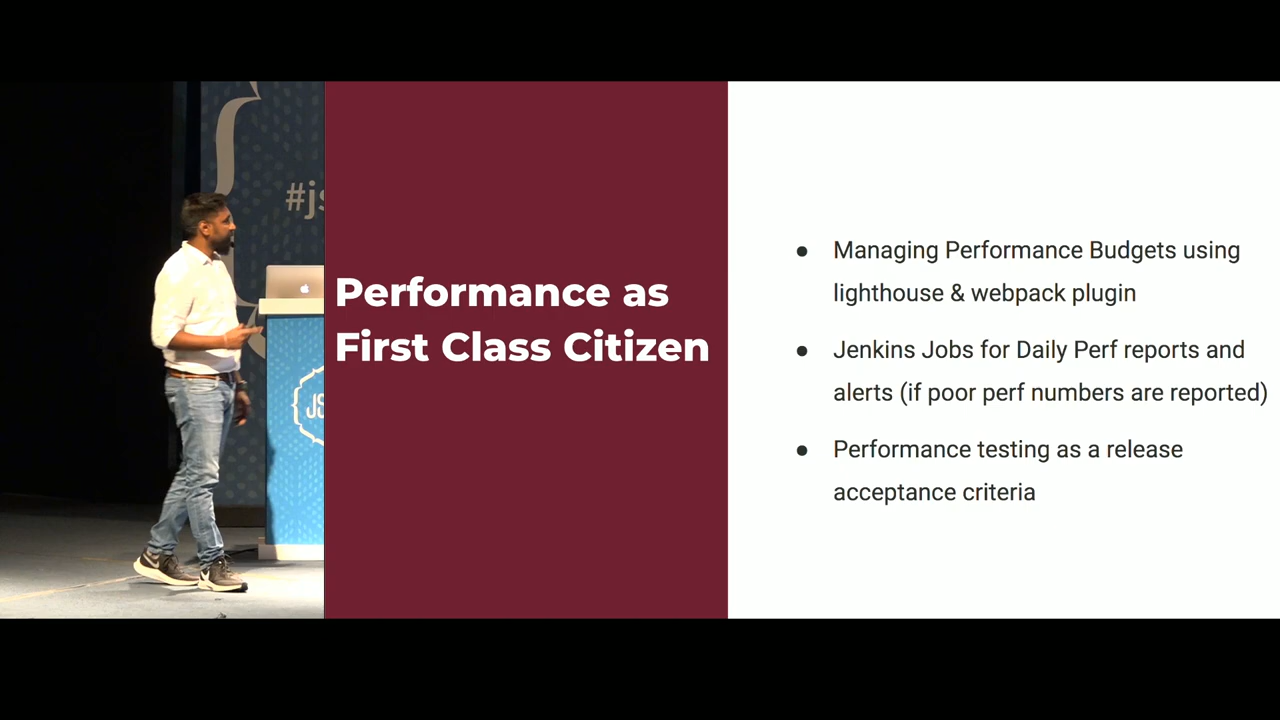 #js
JS
Performance as
First Class Citizen
● Managing Performance Budgets using
lighthouse & webpack plugin
● Jenkins Jobs for Daily Perf reports and
alerts (if poor perf numbers are reported)
● Performance testing as a release
acceptance criteria